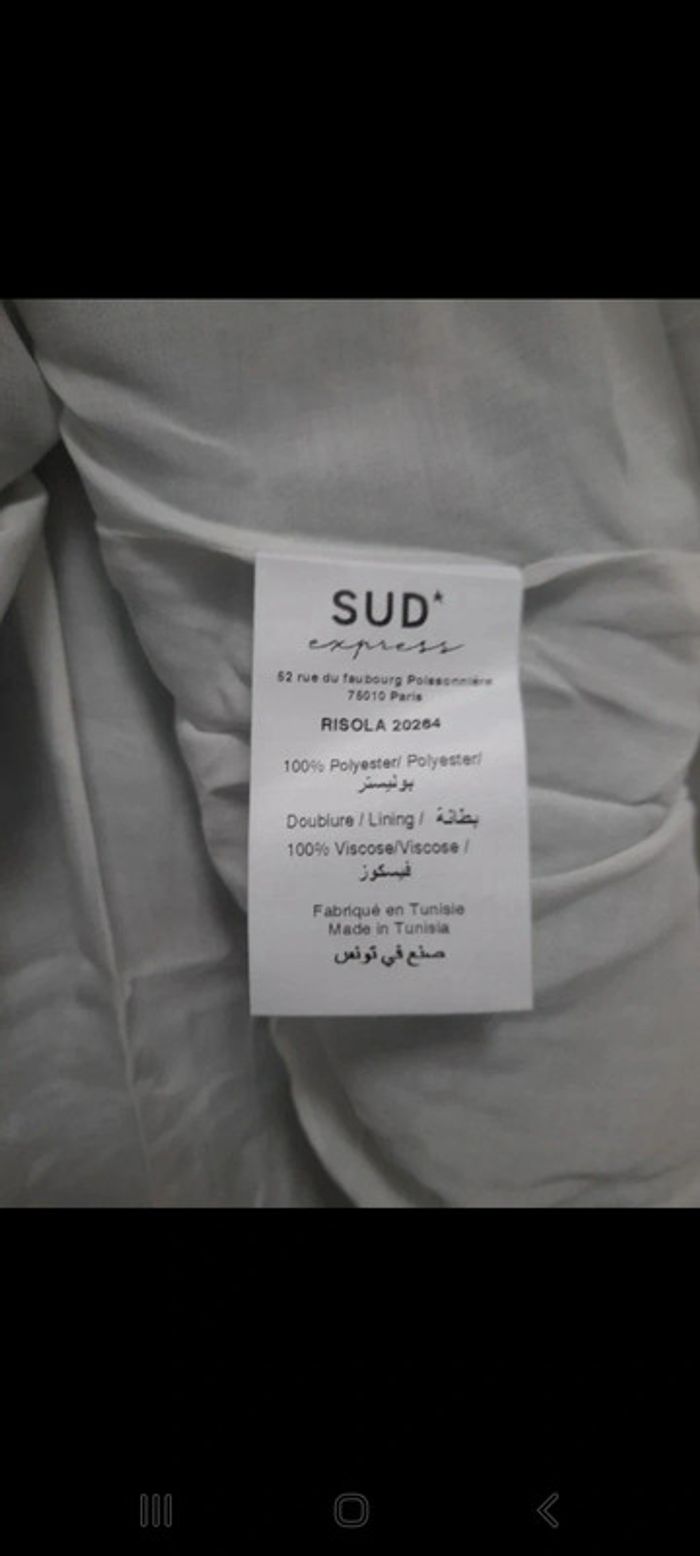 SUD*
express
52 rue du faubourg Poissonnière
75010 Paris
RISOLA 20264
100% Polyester/ Polyester/
بوليستر
Doublure / Lining / بطانة
100% Viscose/Viscose /
فيسكوز
Fabriqué en Tunisie
Made in Tunisia
صنع في تونس